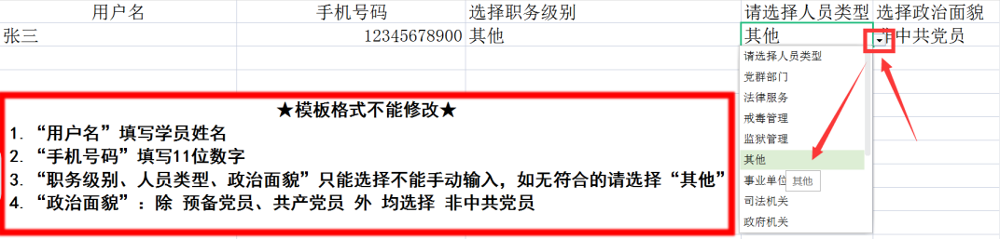 用户名 手机号码 选择职务级别 请选择人员类型 选择政治面貌
张三 12345678900 其他 其他 非中共党员
请选择人员类型
党群部门
法律服务
戒毒管理
监狱管理
其他
事业单位 其他
司法机关
政府机关
★模板格式不能修改★
1.“用户名”填写学员姓名
2.“手机号码”填写11位数字
3.“职务级别、人员类型、政治面貌”只能选择不能手动输入，如无符合的请选择“其他”
4.“政治面貌”：除 预备党员、共产党员 外 均选择 非中共党员